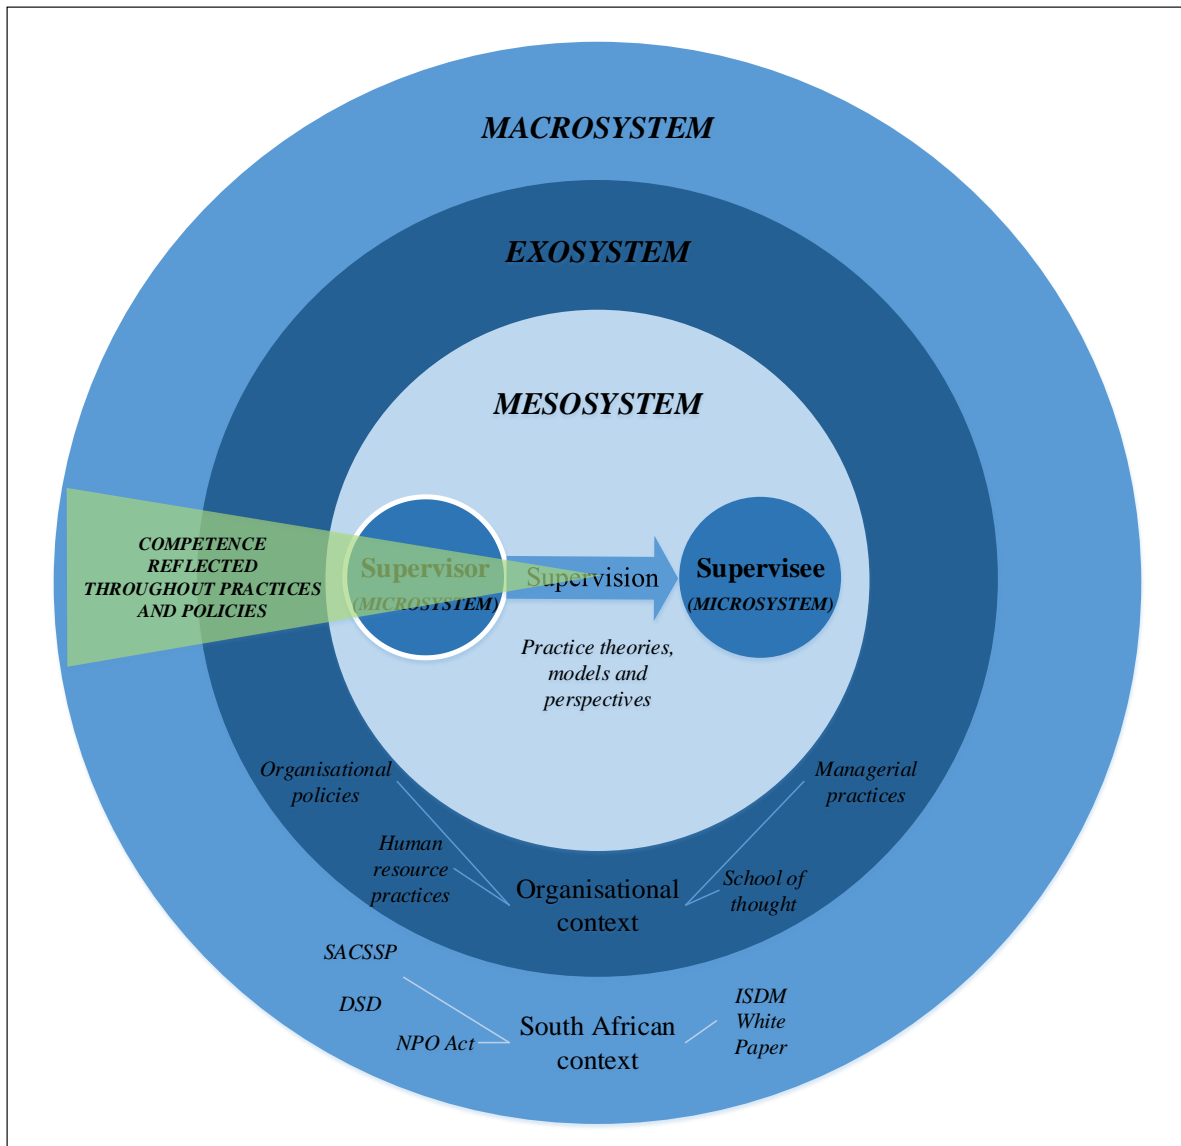 MACROSYSTEM
EXOSYSTEM
MESOSYSTEM
COMPETENCE
REFLECTED
THROUGHOUT PRACTICES
AND POLICIES
Supervisor
(MICROSYSTEM)
Supervision
Supervisee
(MICROSYSTEM)
Practice theories,
models and
perspectives
Organisational
policies
Managerial
practices
Human
resource
practices
Organisational
context
School of
thought
SACSSP
DSD
NPO Act
South African
context
ISDM
White
Paper